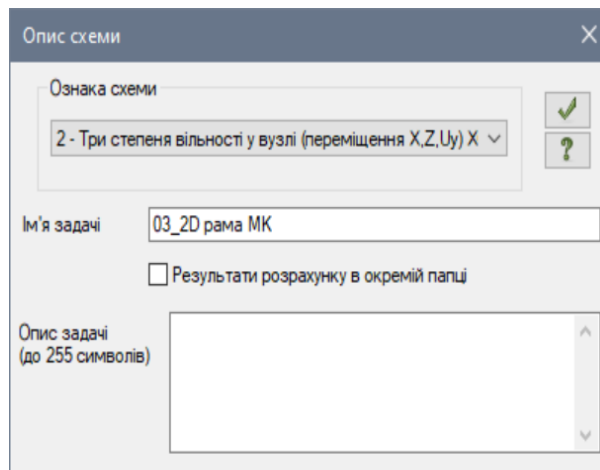 Опис схеми
Ознака схеми
2 - Три степеня вільності у вузлі (переміщення X,Z,Uy) X
Ім'я задачі
03_2D рама МК
Результати розрахунку в окремій папці
Опис задачі
(до 255 символів)